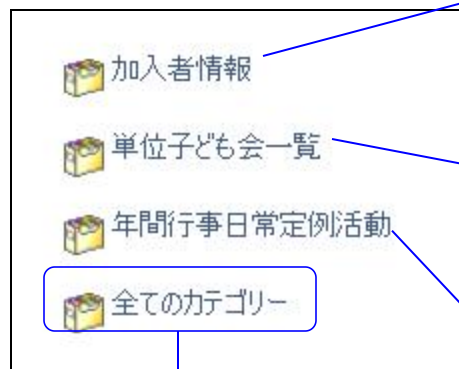 加入者情報
単位子ども会一覧
年間行事日常定例活動
全てのカテゴリー